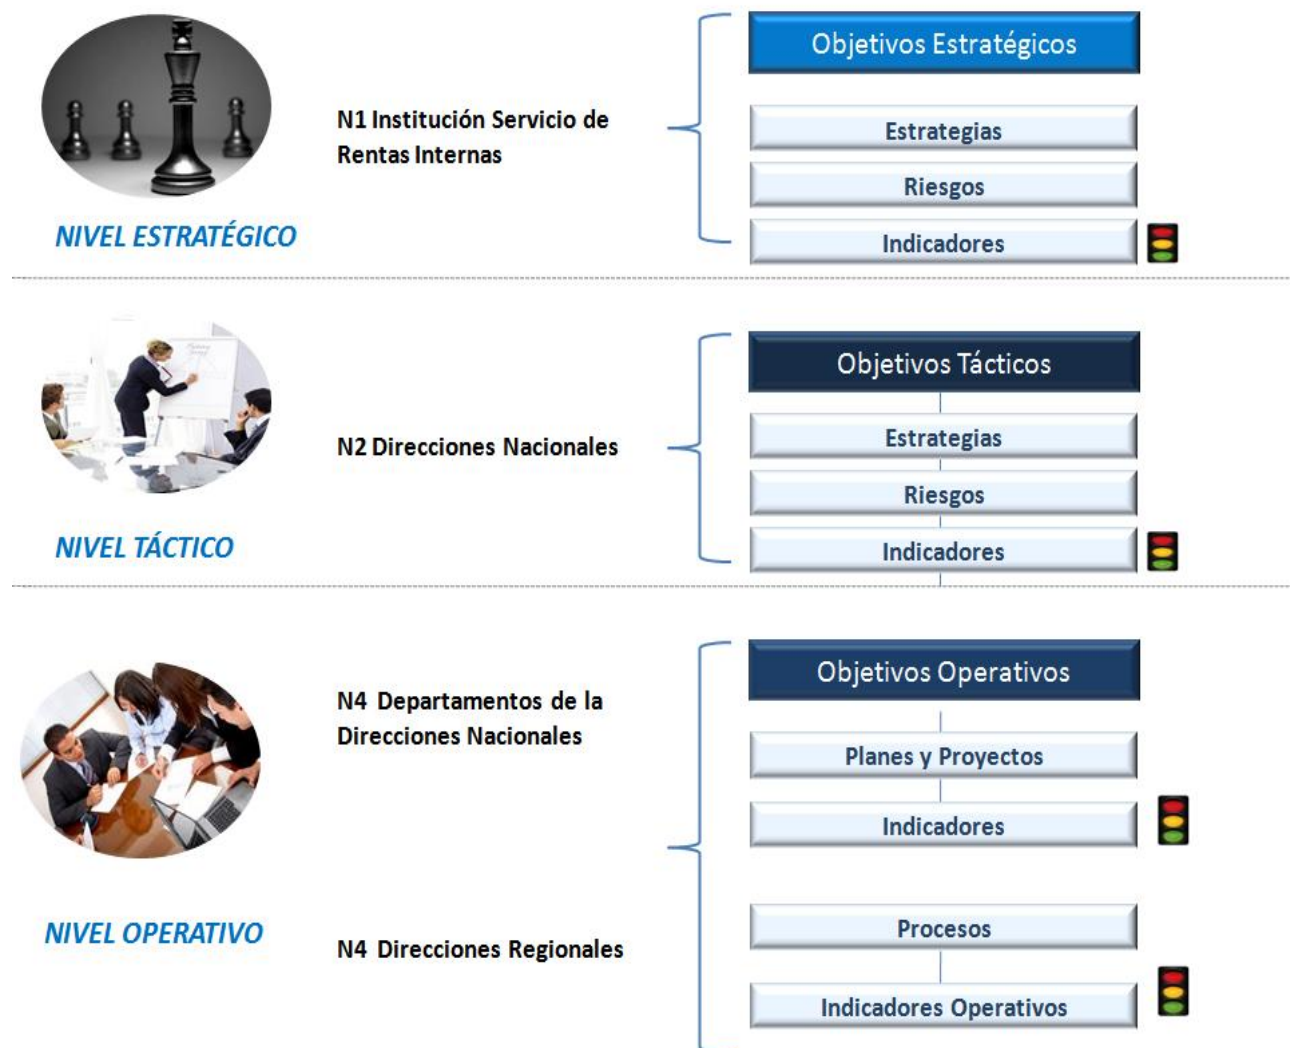 Objetivos Estratégicos
N1 Institución Servicio de
Rentas Internas
Estrategias
Riesgos
Indicadores
NIVEL ESTRATÉGICO
Objetivos Tácticos
N2 Direcciones Nacionales
Estrategias
Riesgos
Indicadores
NIVEL TÁCTICO
Objetivos Operativos
N4 Departamentos de la
Direcciones Nacionales
Planes y Proyectos
Indicadores
NIVEL OPERATIVO
N4 Direcciones Regionales
Procesos
Indicadores Operativos